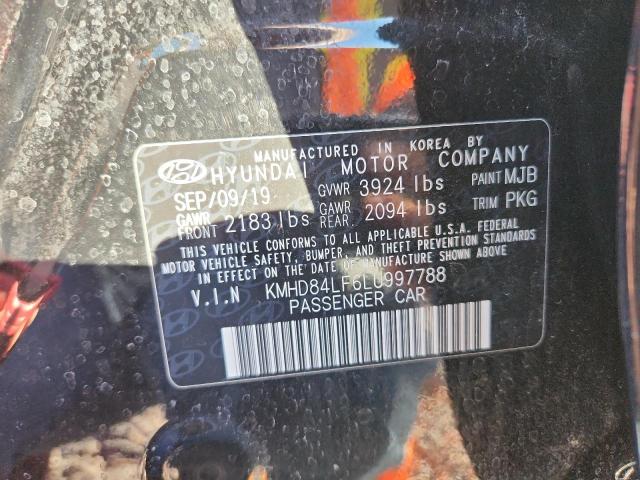 MANUFACTURED IN KOREA BY
HYUNDAI MOTOR COMPANY
SEP/09/19 GVWR 3924 lbs PAINT MJB
GAWR FRONT 2183 lbs GAWR REAR. 2094 lbs TRIM PKG
THIS VEHICLE CONFORMS TO ALL APPLICABLE U.S.A. FEDERAL
MOTOR VEHICLE SAFETY, BUMPER, AND THEFT PREVENTION STANDARDS
IN EFFECT ON THE DATE OF MANUFACTURE SHOWN ABOVE.
V.I.N KMHD84LF6LU997788
PASSENGER CAR